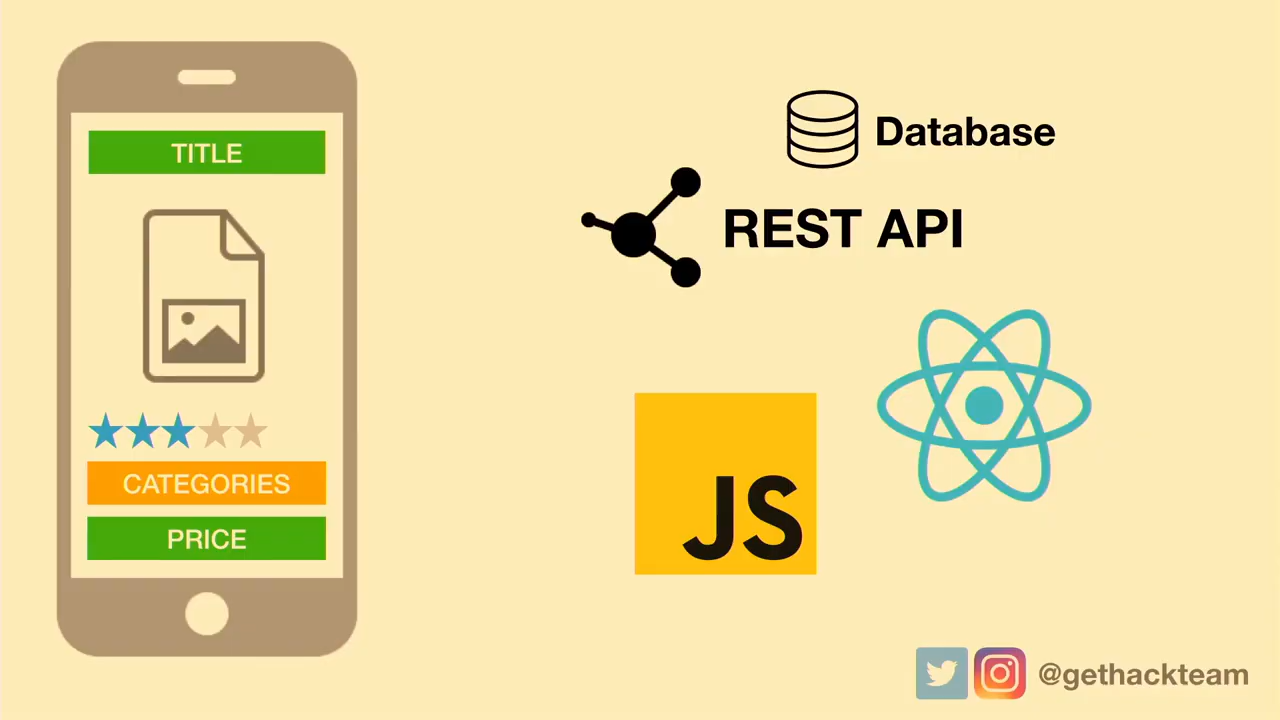 TITLE
CATEGORIES
PRICE
Database
REST API
JS
@gethackteam